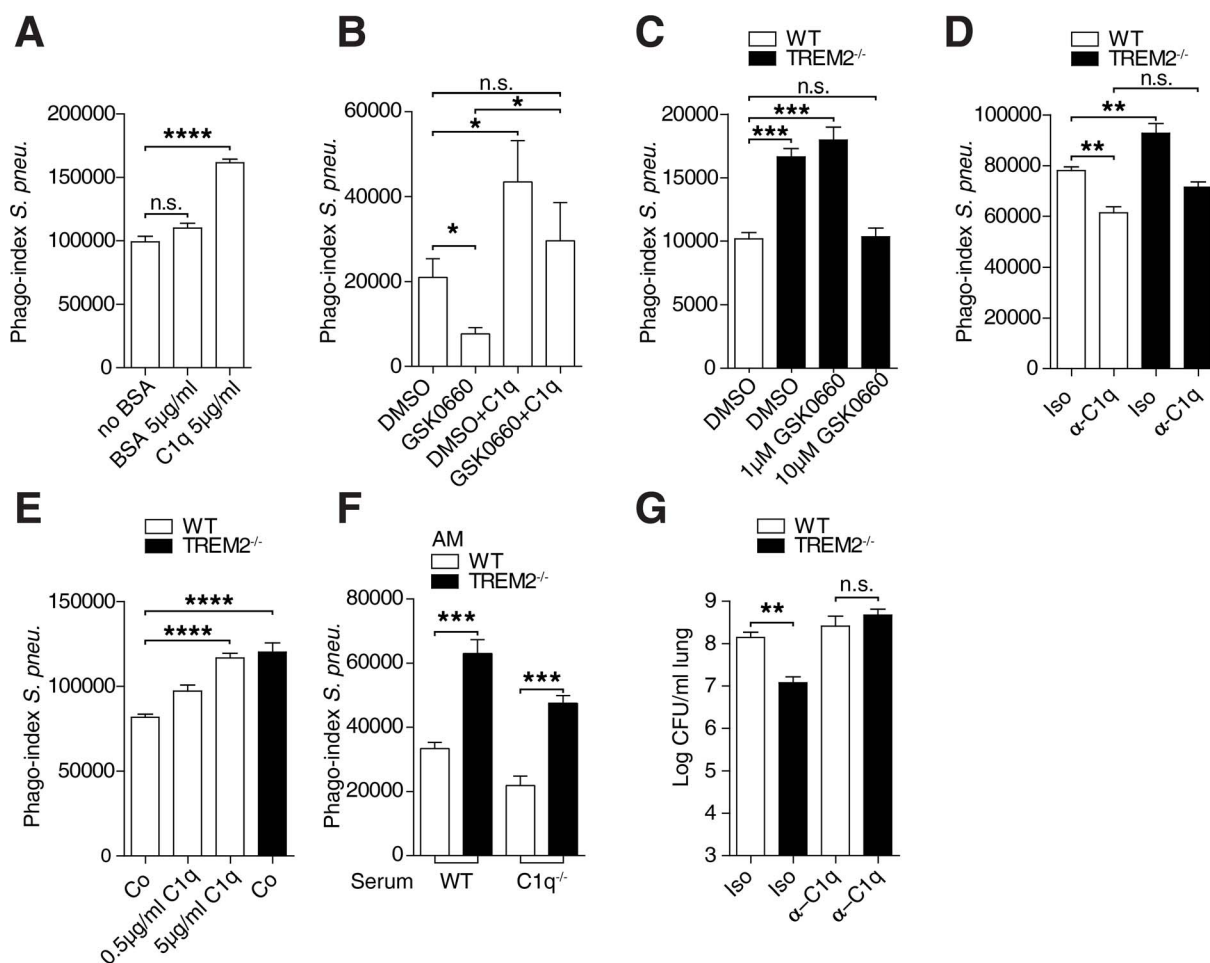 A
Phago-index S. pneu.
200000
150000
100000
50000
0
****
n.s.
no BSA
BSA 5µg/ml
C1q 5µg/ml
B
Phago-index S. pneu.
60000
40000
20000
0
n.s.
*
*
*
DMSO
GSK0660
DMSO+C1q
GSK0660+C1q
C
WT
TREM2-/-
Phago-index S. pneu.
20000
15000
10000
5000
0
n.s.
***
***
DMSO
DMSO
1µM GSK0660
10µM GSK0660
D
WT
TREM2-/-
Phago-index S. pneu.
100000
80000
60000
40000
20000
0
n.s.
**
**
Iso
α-C1q
Iso
α-C1q
E
WT
TREM2-/-
Phago-index S. pneu.
150000
100000
50000
0
****
****
Co
0.5µg/ml C1q
5µg/ml C1q
Co
F
AM
WT
TREM2-/-
Phago-index S. pneu.
80000
60000
40000
20000
0
***
***
Serum WT C1q-/-
G
WT
TREM2-/-
Log CFU/ml lung
9
8
7
6
5
4
3
**
n.s.
Iso
Iso
α–C1q
α–C1q